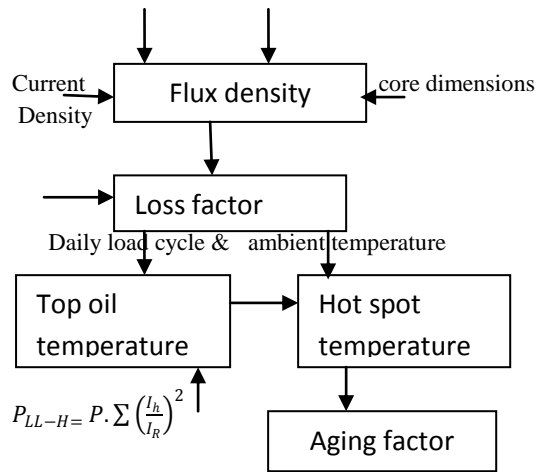 Current
Density
Flux density
core dimensions
Loss factor
Daily load cycle & ambient temperature
Top oil
temperature
Hot spot
temperature
P_{LL-H=} P. ∑ (I_h/I_R)^2
Aging factor